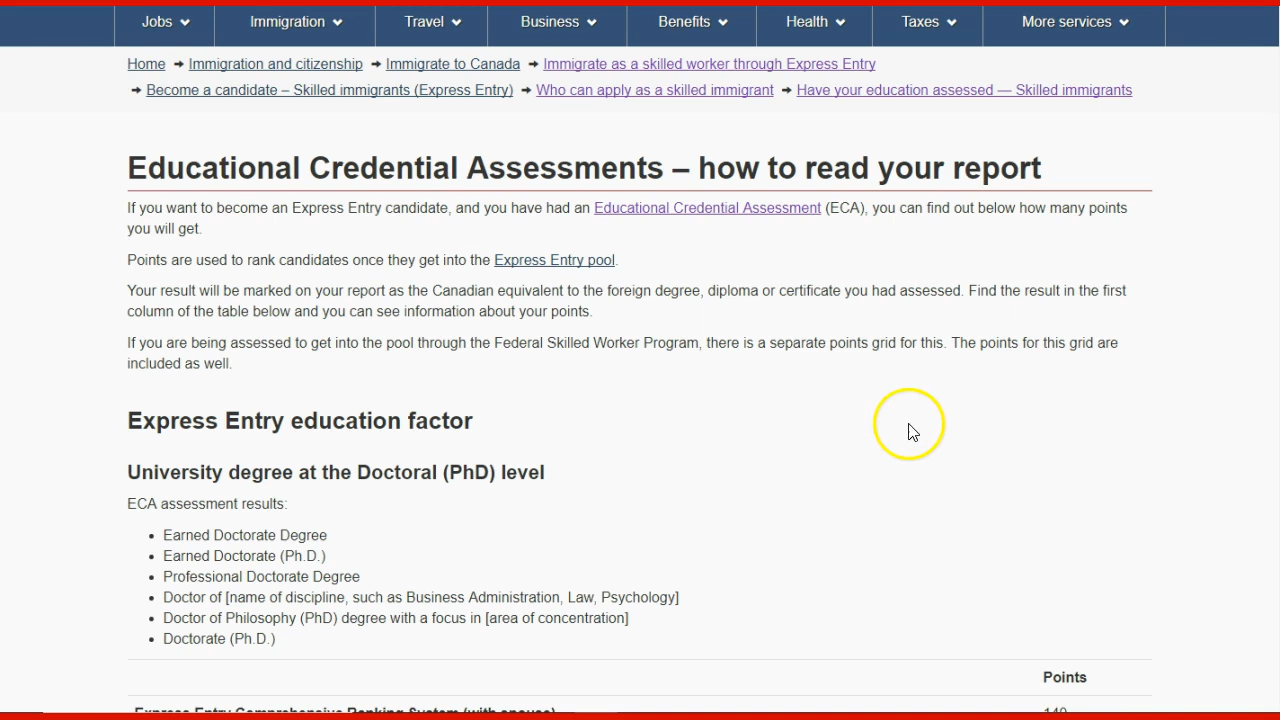 Jobs Immigration Travel Business Benefits Health Taxes More services
Home ➔ Immigration and citizenship ➔ Immigrate to Canada ➔ Immigrate as a skilled worker through Express Entry
➔ Become a candidate – Skilled immigrants (Express Entry) ➔ Who can apply as a skilled immigrant ➔ Have your education assessed — Skilled immigrants
Educational Credential Assessments – how to read your report
If you want to become an Express Entry candidate, and you have had an Educational Credential Assessment (ECA), you can find out below how many points
you will get.
Points are used to rank candidates once they get into the Express Entry pool.
Your result will be marked on your report as the Canadian equivalent to the foreign degree, diploma or certificate you had assessed. Find the result in the first
column of the table below and you can see information about your points.
If you are being assessed to get into the pool through the Federal Skilled Worker Program, there is a separate points grid for this. The points for this grid are
included as well.
Express Entry education factor
University degree at the Doctoral (PhD) level
ECA assessment results:
• Earned Doctorate Degree
• Earned Doctorate (Ph.D.)
• Professional Doctorate Degree
• Doctor of [name of discipline, such as Business Administration, Law, Psychology]
• Doctor of Philosophy (PhD) degree with a focus in [area of concentration]
• Doctorate (Ph.D.)
Points
Express Entry Comprehensive Ranking System (with spouse)